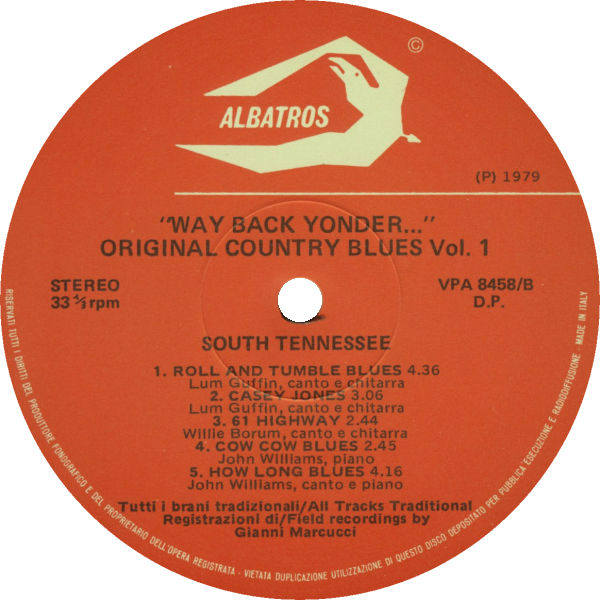 ©
ALBATROS
(P) 1979
"WAY BACK YONDER..."
ORIGINAL COUNTRY BLUES Vol. 1
STEREO
33 ⅓ rpm
VPA 8458/B
D.P.
SOUTH TENNESSEE
1. ROLL AND TUMBLE BLUES 4.36
Lum Guffin, canto e chitarra
2. CASEY JONES 3.06
Lum Guffin, canto e chitarra
3. 61 HIGHWAY 2.44
Willie Borum, canto e chitarra
4. COW COW BLUES 2.45
John Williams, piano
5. HOW LONG BLUES 4.16
John Williams, canto e piano
Tutti i brani tradizionali/All Tracks Traditional
Registrazioni di/Field recordings by
Gianni Marcucci
RISERVATI TUTTI I DIRITTI DEL PRODUTTORE FONOGRAFICO E DEL PROPRIETARIO DELL'OPERA REGISTRATA - VIETATA DUPLICAZIONE UTILIZZAZIONE DI QUESTO DISCO DEPOSITATO PER PUBBLICA ESECUZIONE E RADIODIFFUSIONE - MADE IN ITALY